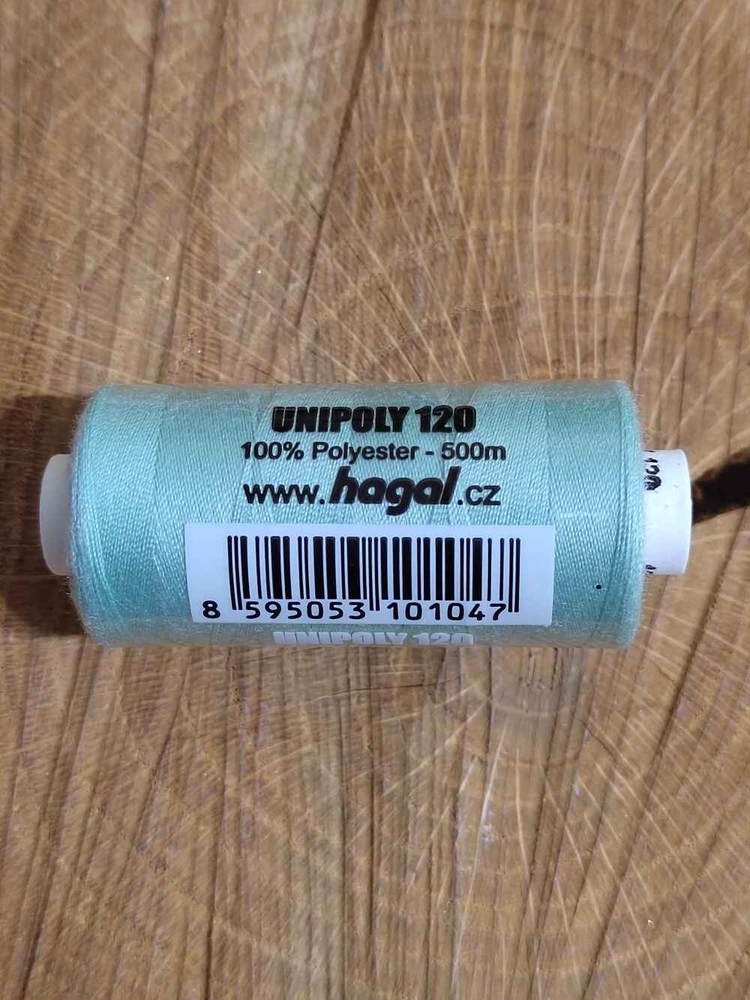 UNIPOLY 120
100% Polyester - 500m
www.hagal.cz
8 595053 101047
UNIPOLY 120